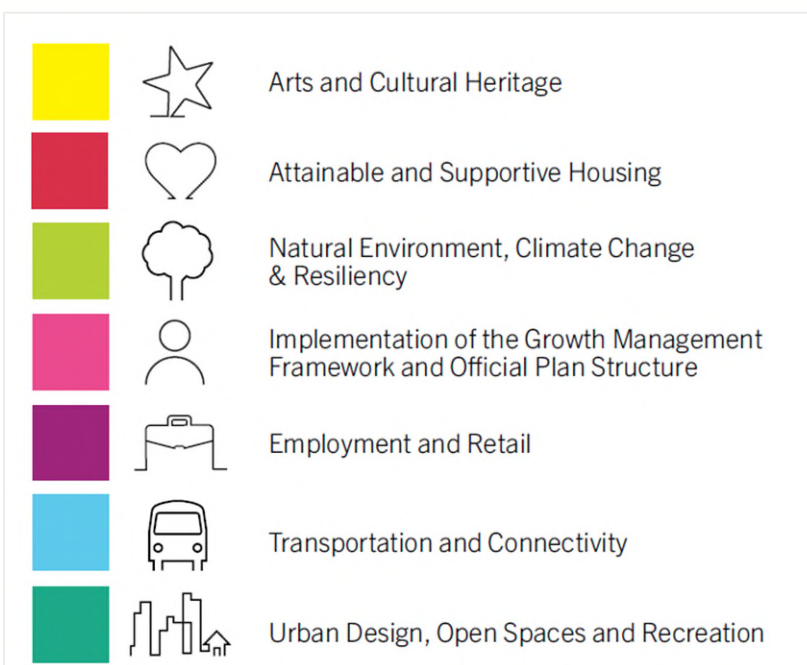 Arts and Cultural Heritage
Attainable and Supportive Housing
Natural Environment, Climate Change
& Resiliency
Implementation of the Growth Management
Framework and Official Plan Structure
Employment and Retail
Transportation and Connectivity
Urban Design, Open Spaces and Recreation